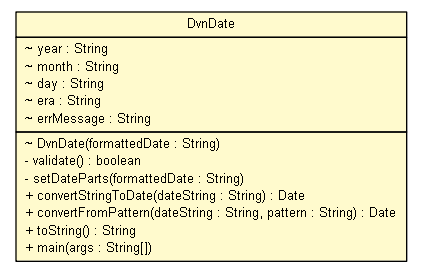 DvnDate
~ year : String
~ month : String
~ day : String
~ era : String
~ errMessage : String
~ DvnDate(formattedDate : String)
- validate() : boolean
- setDateParts(formattedDate : String)
+ convertStringToDate(dateString : String) : Date
+ convertFromPattern(dateString : String, pattern : String) : Date
+ toString() : String
+ main(args : String[])